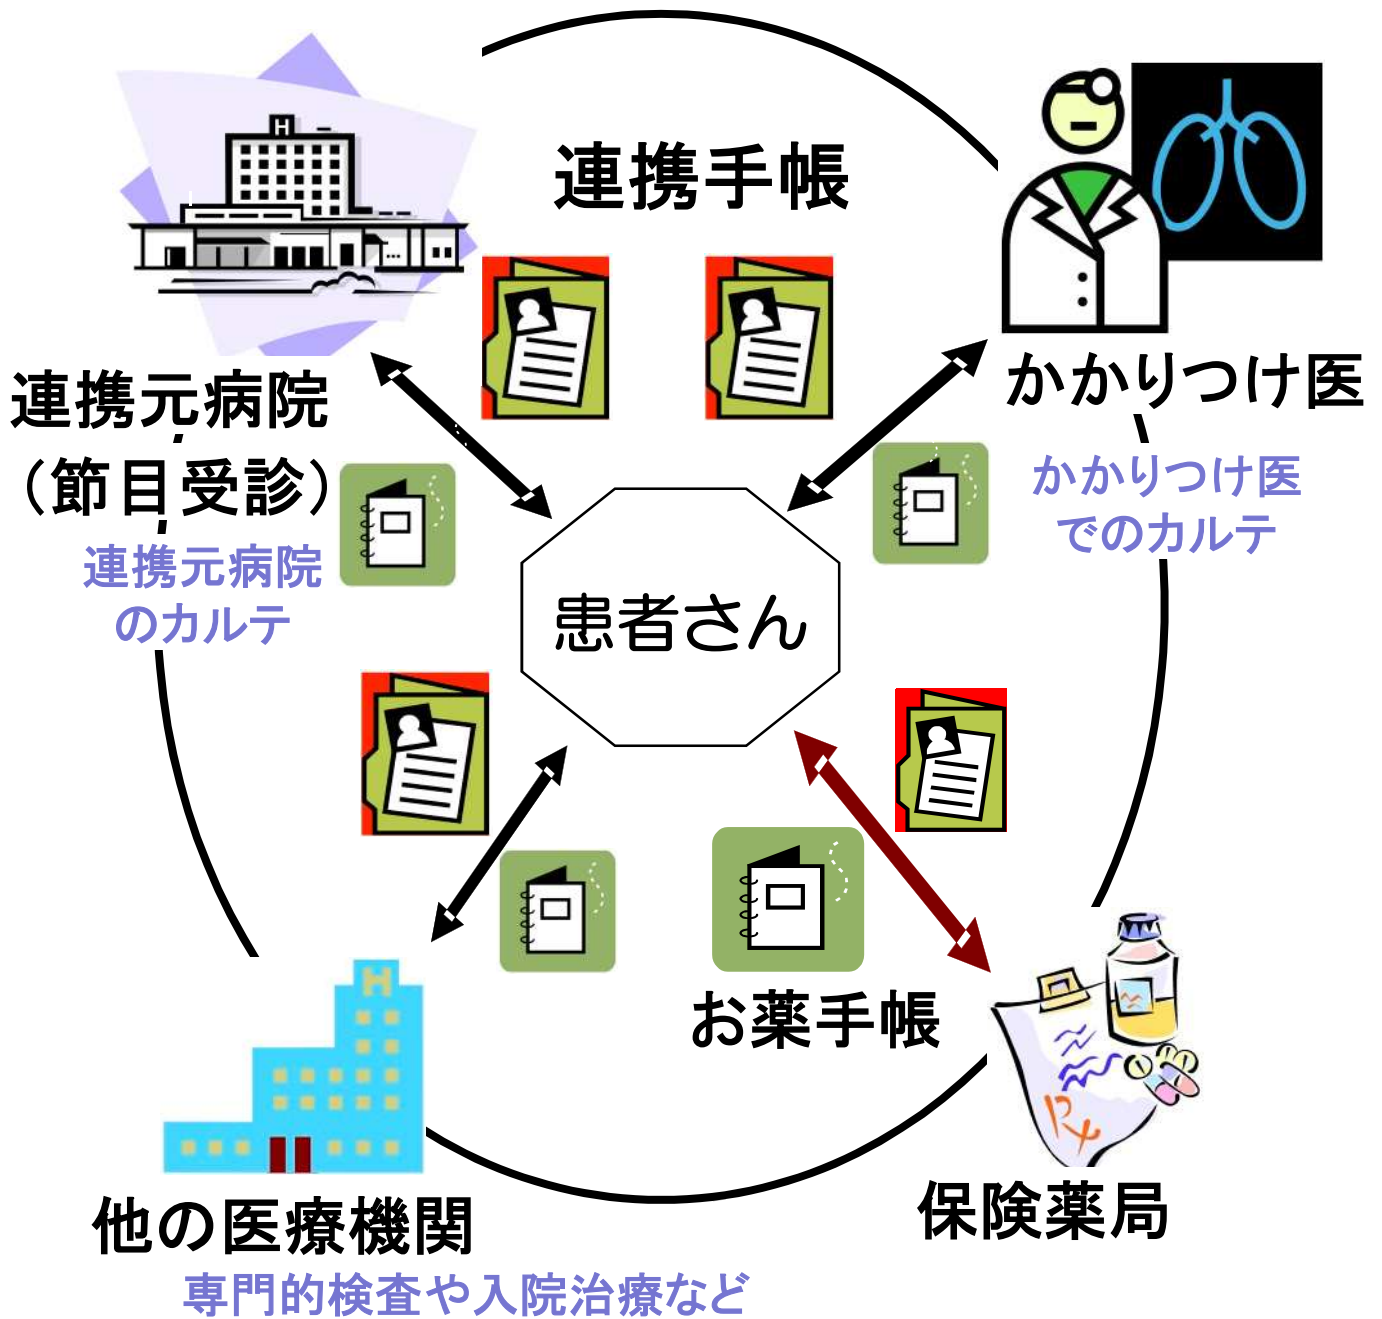 連携手帳
連携元病院
（節目受診）
連携元病院
のカルテ
かかりつけ医
かかりつけ医
でのカルテ
患者さん
お薬手帳
H
他の医療機関
専門的検査や入院治療など
保険薬局
H
Rx